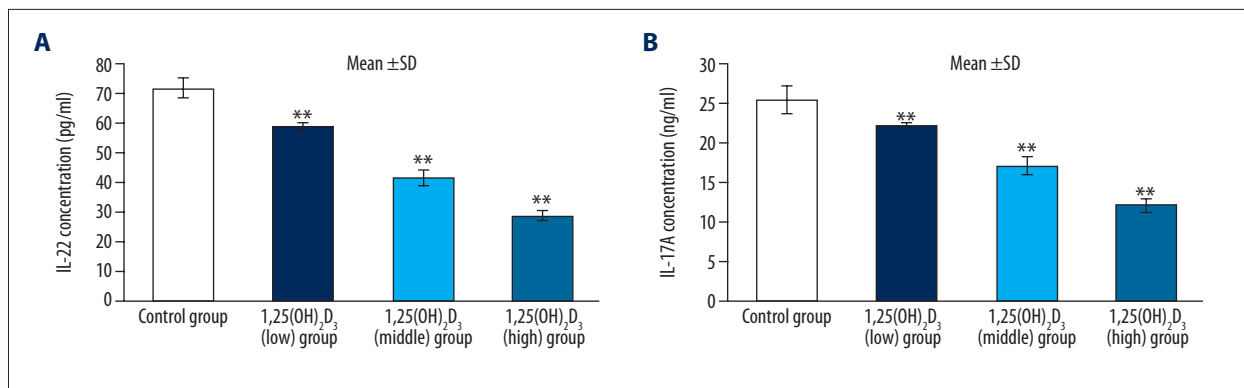 A
Mean ±SD
IL-22 concentration (pg/ml)
80
70
60
50
40
30
20
10
0
**
**
**
Control group
1,25(OH)₂D₃
(low) group
1,25(OH)₂D₃
(middle) group
1,25(OH)₂D₃
(high) group
B
Mean ±SD
IL-17A concentration (ng/ml)
30
25
20
15
10
5
0
**
**
**
Control group
1,25(OH)₂D₃
(low) group
1,25(OH)₂D₃
(middle) group
1,25(OH)₂D₃
(high) group